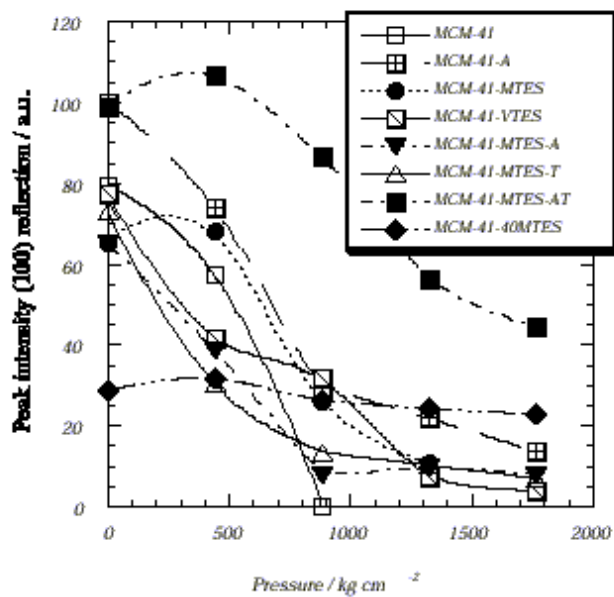 120
100
80
60
40
20
0
Peak intensity (100) reflection / a.u.
MCM-41
MCM-41-A
MCM-41-MTES
MCM-41-VTES
MCM-41-MTES-A
MCM-41-MTES-T
MCM-41-MTES-AT
MCM-41-40MTES
0 500 1000 1500 2000
Pressure / kg cm -2